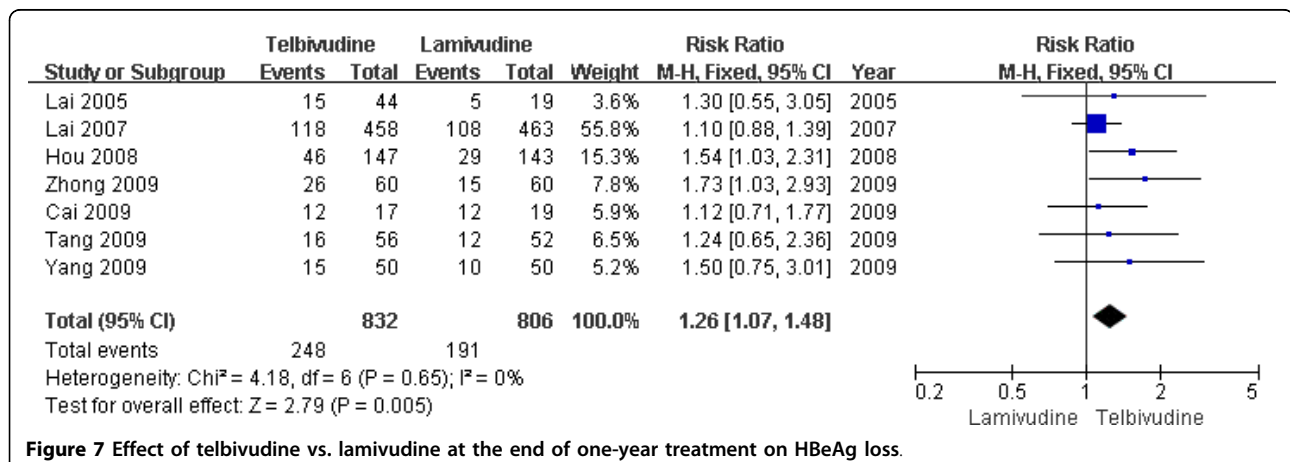 Telbivudine Lamivudine Risk Ratio Risk Ratio
Study or Subgroup Events Total Events Total Weight M-H, Fixed, 95% CI Year M-H, Fixed, 95% CI
Lai 2005 15 44 5 19 3.6% 1.30 [0.55, 3.05] 2005
Lai 2007 118 458 108 463 55.8% 1.10 [0.88, 1.39] 2007
Hou 2008 46 147 29 143 15.3% 1.54 [1.03, 2.31] 2008
Zhong 2009 26 60 15 60 7.8% 1.73 [1.03, 2.93] 2009
Cai 2009 12 17 12 19 5.9% 1.12 [0.71, 1.77] 2009
Tang 2009 16 56 12 52 6.5% 1.24 [0.65, 2.36] 2009
Yang 2009 15 50 10 50 5.2% 1.50 [0.75, 3.01] 2009
Total (95% CI) 832 806 100.0% 1.26 [1.07, 1.48]
Total events 248 191
Heterogeneity: Chi² = 4.18, df = 6 (P = 0.65); I² = 0%
Test for overall effect: Z = 2.79 (P = 0.005)
0.2 0.5 1 2 5
Lamivudine Telbivudine
Figure 7 Effect of telbivudine vs. lamivudine at the end of one-year treatment on HBeAg loss.